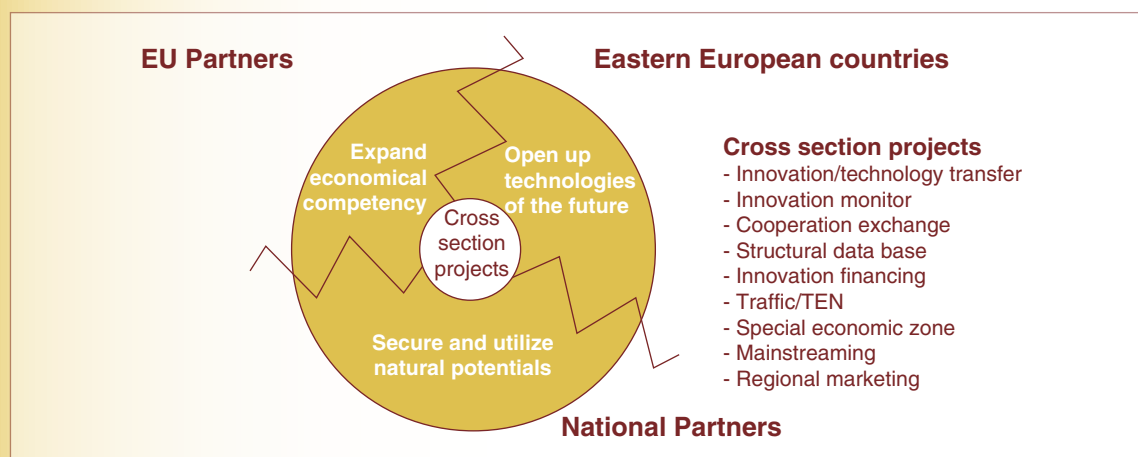 EU Partners
Eastern European countries
Expand
economical
competency
Open up
technologies
of the future
Cross
section
projects
Secure and utilize
natural potentials
National Partners
Cross section projects
- Innovation/technology transfer
- Innovation monitor
- Cooperation exchange
- Structural data base
- Innovation financing
- Traffic/TEN
- Special economic zone
- Mainstreaming
- Regional marketing